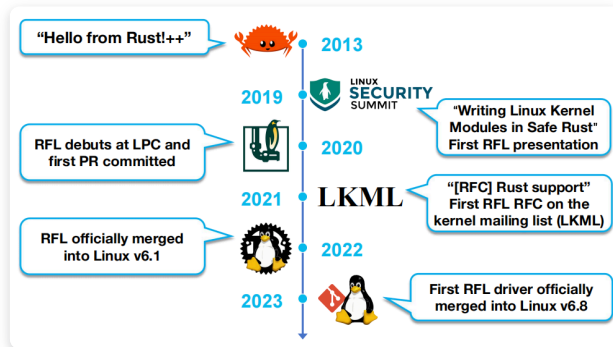 “Hello from Rust!++”
2013
2019
LINUX
SECURITY
SUMMIT
"Writing Linux Kernel
Modules in Safe Rust"
First RFL presentation
RFL debuts at LPC and
first PR committed
2020
2021
LKML
“[RFC] Rust support”
First RFL RFC on the
kernel mailing list (LKML)
RFL officially merged
into Linux v6.1
2022
2023
First RFL driver officially
merged into Linux v6.8